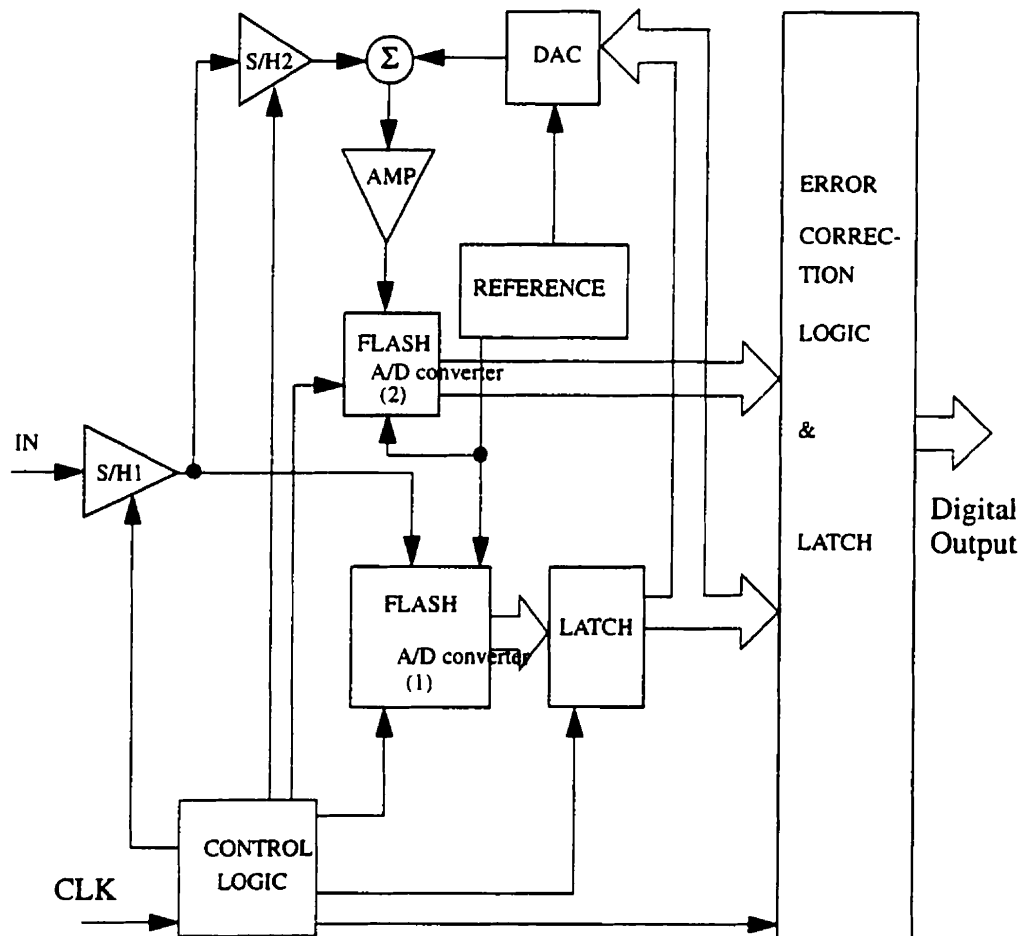 S/H2
Σ
DAC
AMP
ERROR
CORREC-
TION
LOGIC
&
LATCH
REFERENCE
FLASH
A/D converter
(2)
IN
S/H1
Digital
Output
FLASH
A/D converter
(1)
LATCH
CONTROL
LOGIC
CLK